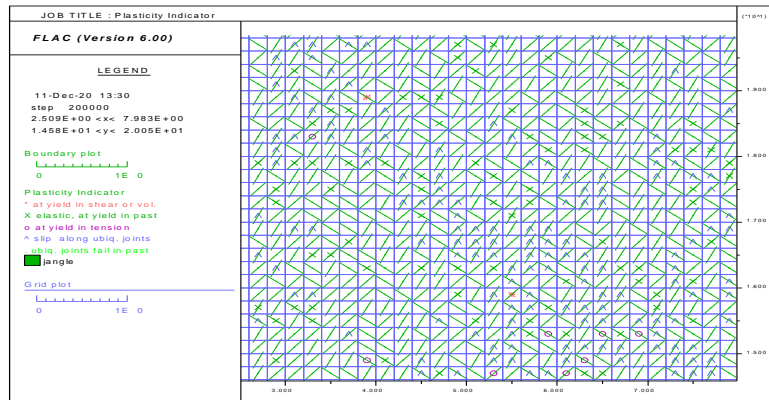 JOB TITLE : Plasticity Indicator
(*10^1)
FLAC (Version 6.00)
LEGEND
11-Dec-20 13:30
step 200000
2.509E+00 <x< 7.983E+00
1.458E+01 <y< 2.005E+01
Boundary plot
0 1E 0
Plasticity Indicator
* at yield in shear or vol.
X elastic, at yield in past
o at yield in tension
^ slip along ubiq. joints
ubiq. joints fail in past
jangle
Grid plot
0 1E 0
1.900
1.800
1.700
1.600
1.500
3.000 4.000 5.000 6.000 7.000